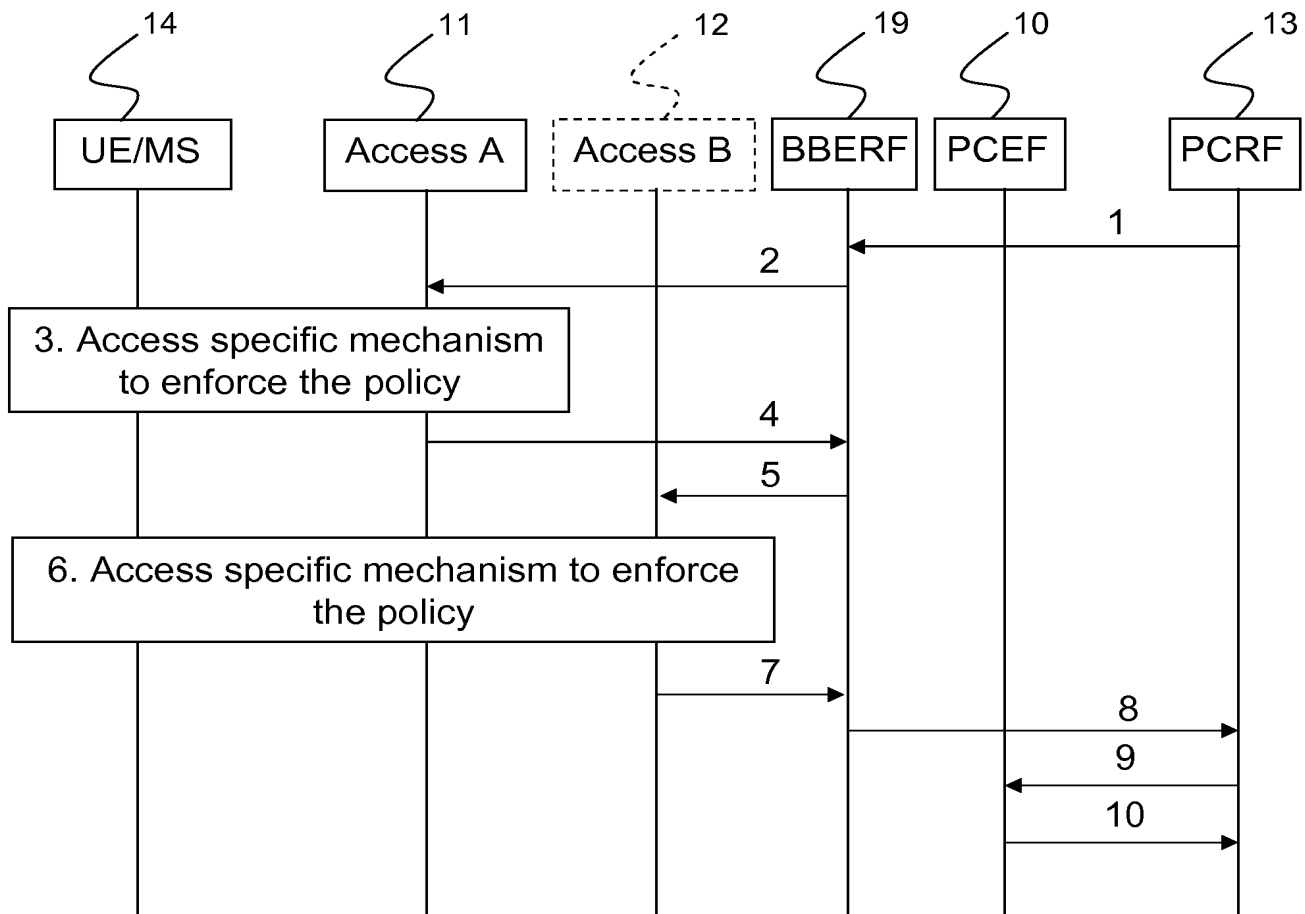 14
11
12
19
10
13
UE/MS
Access A
Access B
BBERF
PCEF
PCRF
1
2
3. Access specific mechanism
to enforce the policy
4
5
6. Access specific mechanism to enforce
the policy
7
8
9
10